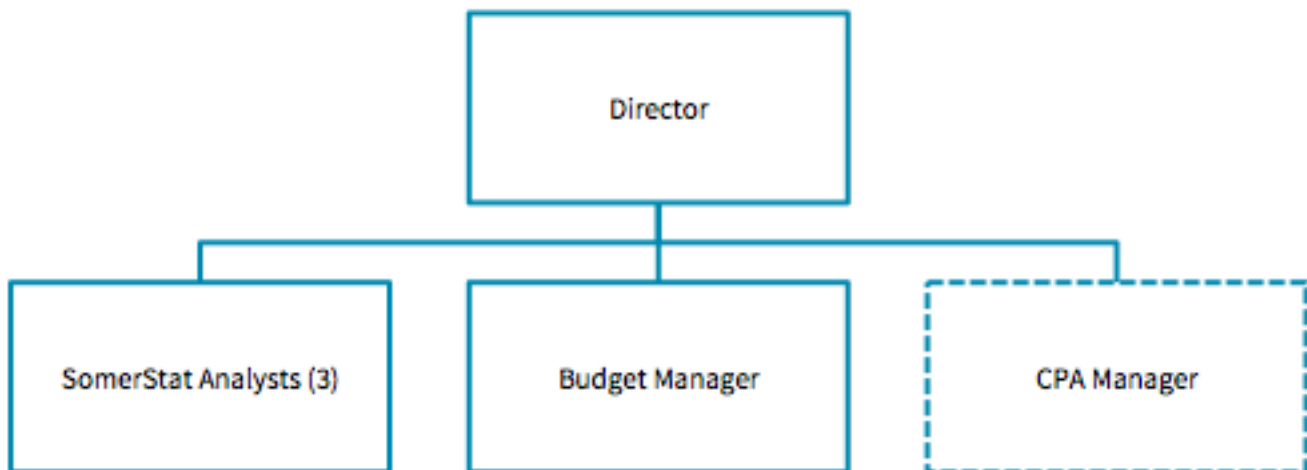 Director
SomerStat Analysts (3)
Budget Manager
CPA Manager